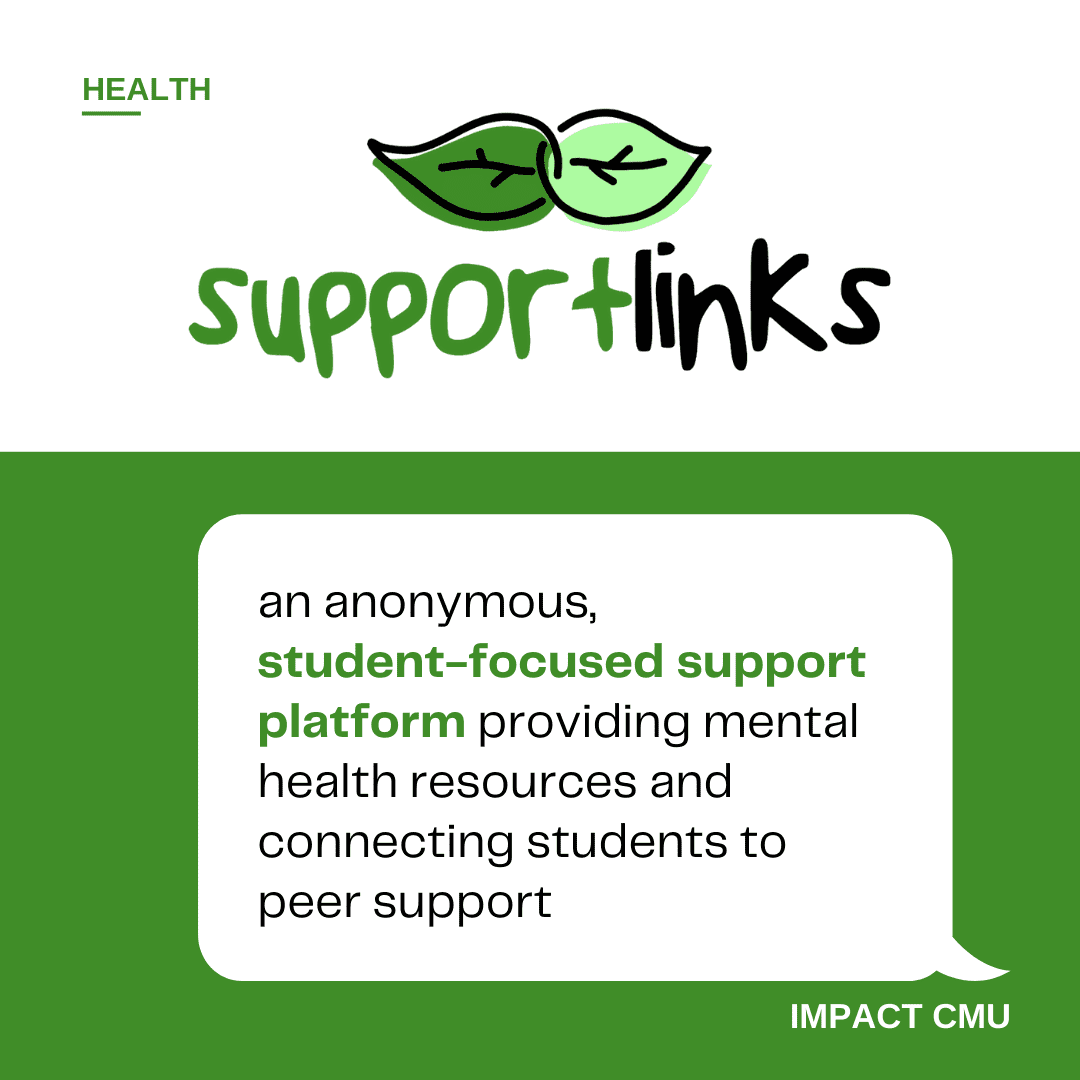 HEALTH
supportlinks
an anonymous,
student-focused support
platform providing mental
health resources and
connecting students to
peer support
IMPACT CMU